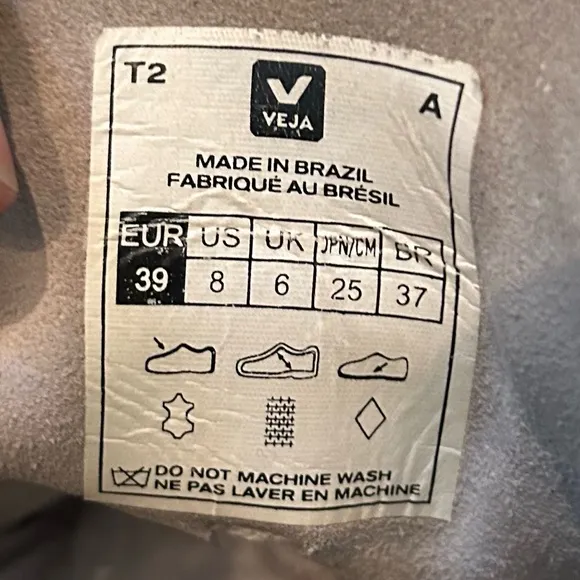 T2
A
VEJA
MADE IN BRAZIL
FABRIQUÉ AU BRÉSIL
EUR US UK JPN/CM BR
39 8 6 25 37
DO NOT MACHINE WASH
NE PAS LAVER EN MACHINE